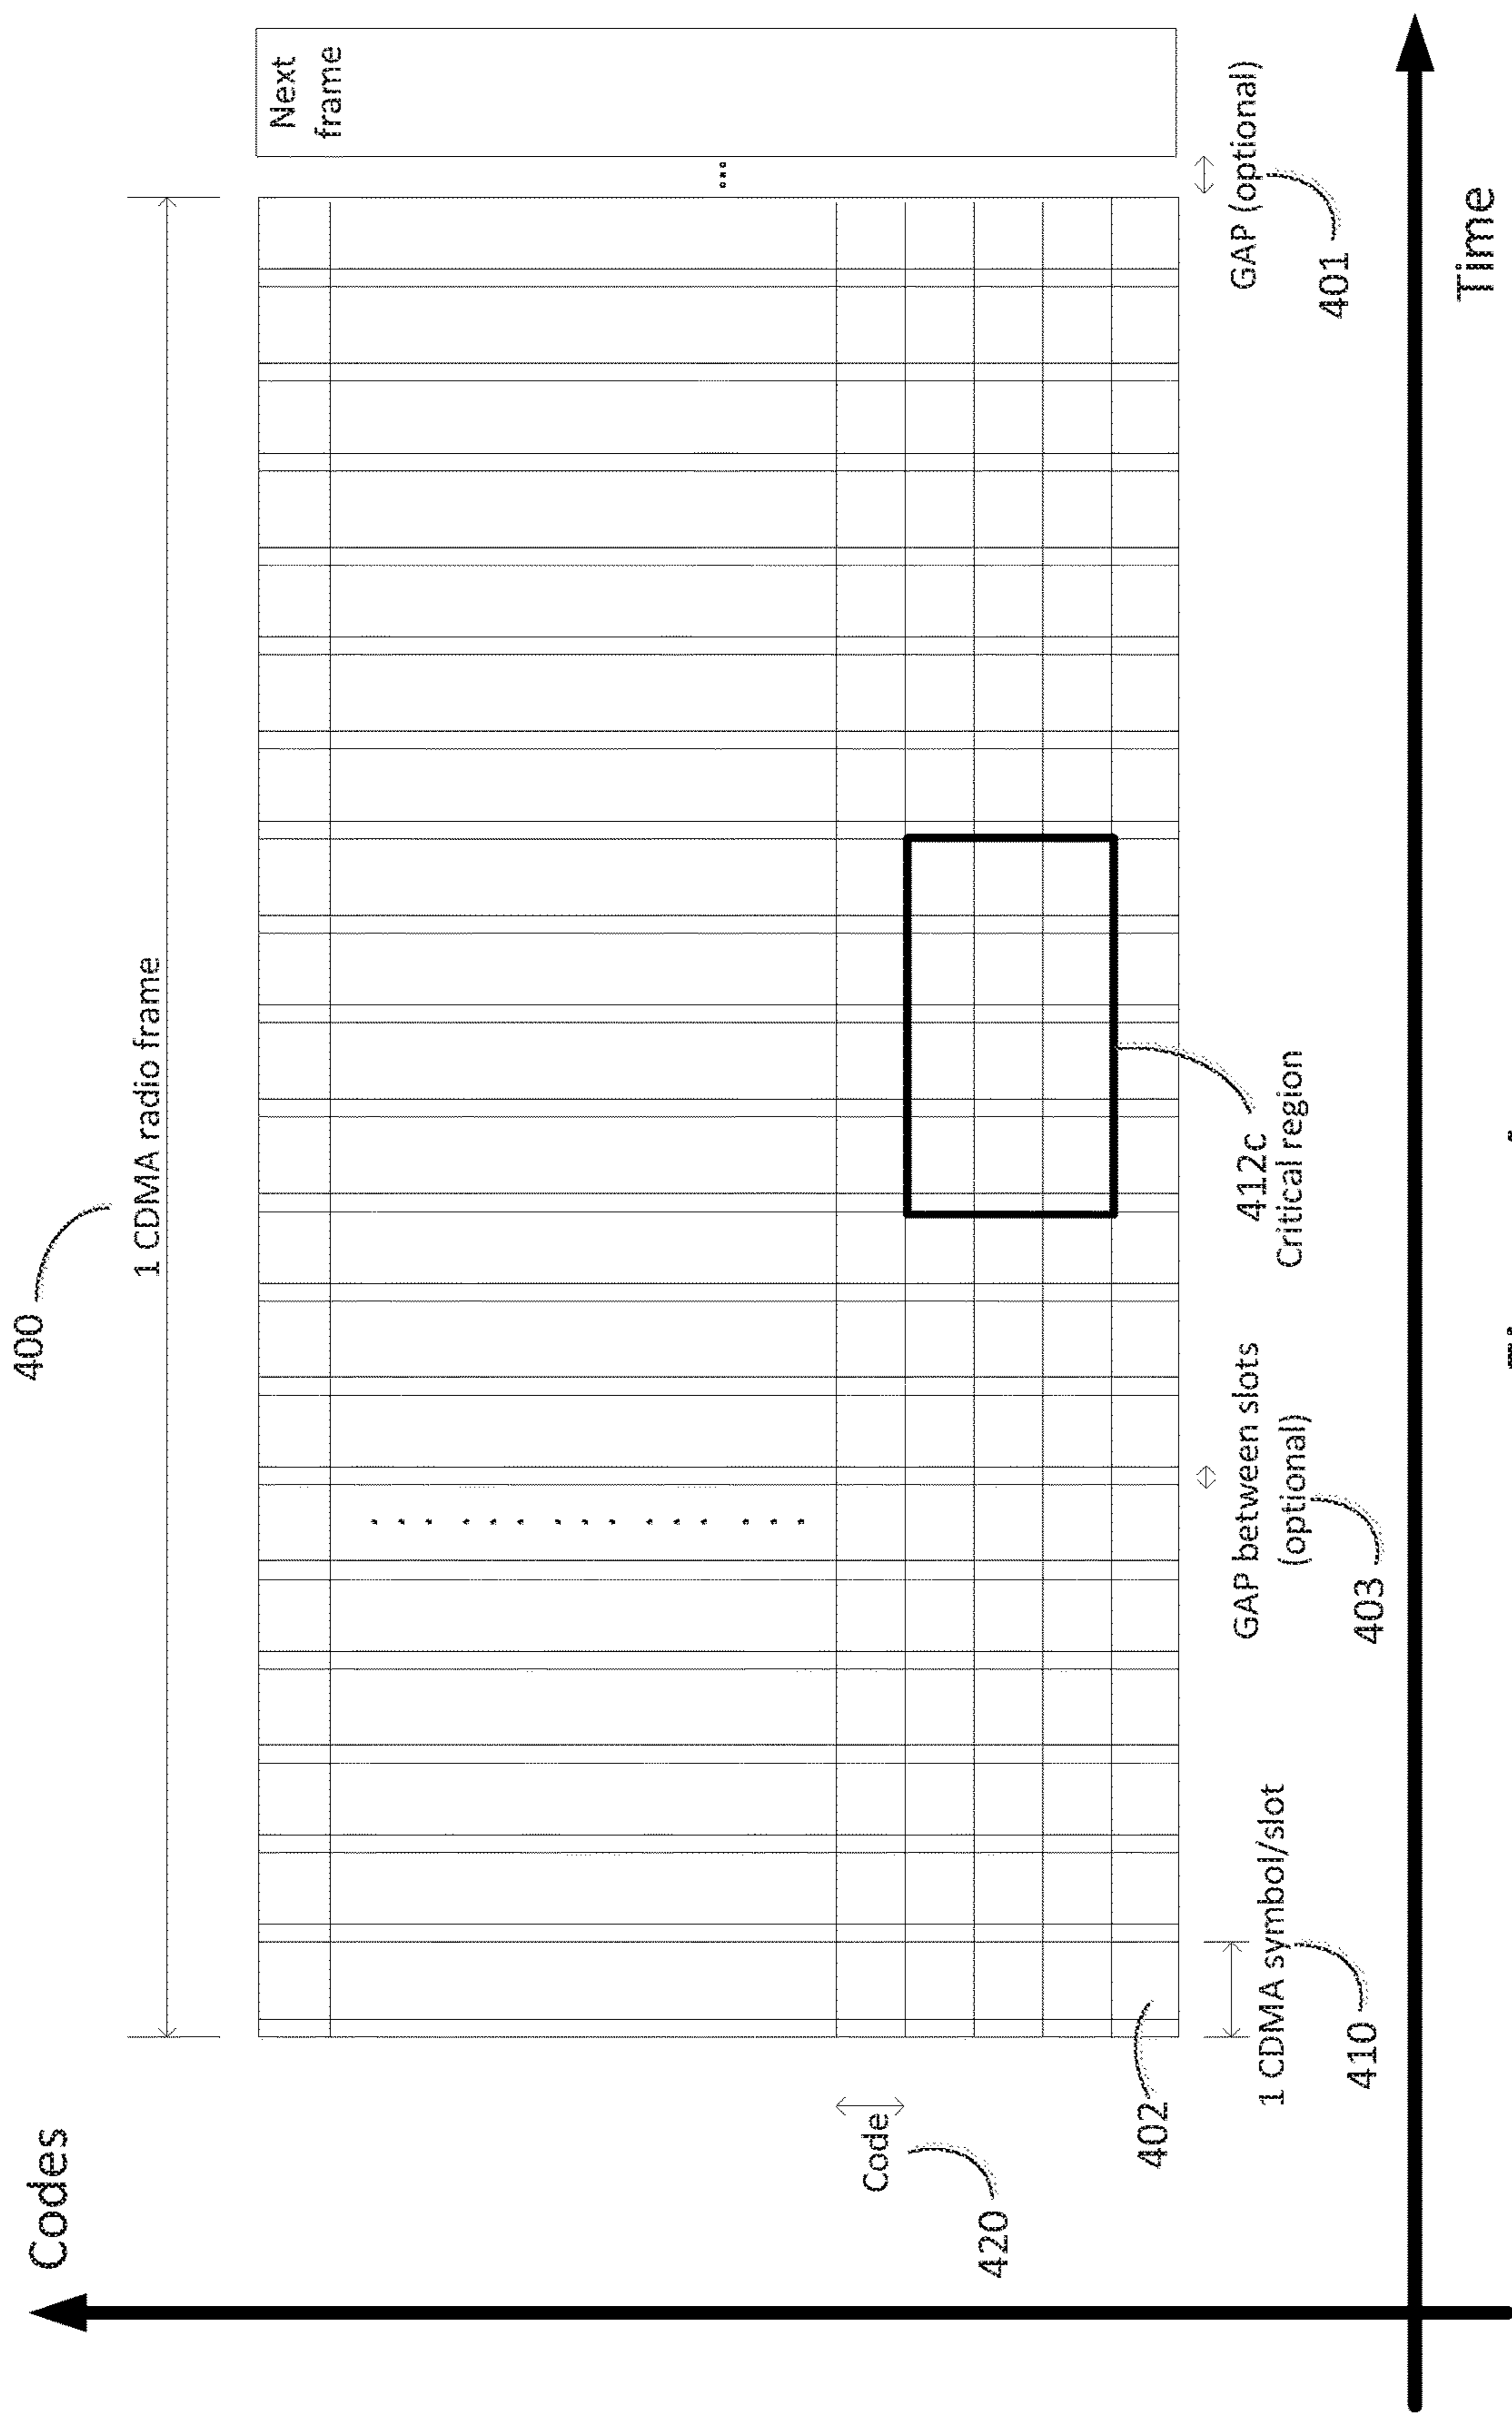 Codes
400
1 CDMA radio frame
Next
frame
...
Code
420
402
1 CDMA symbol/slot
410
GAP between slots
(optional)
403
412c
Critical region
GAP (optional)
401
Time